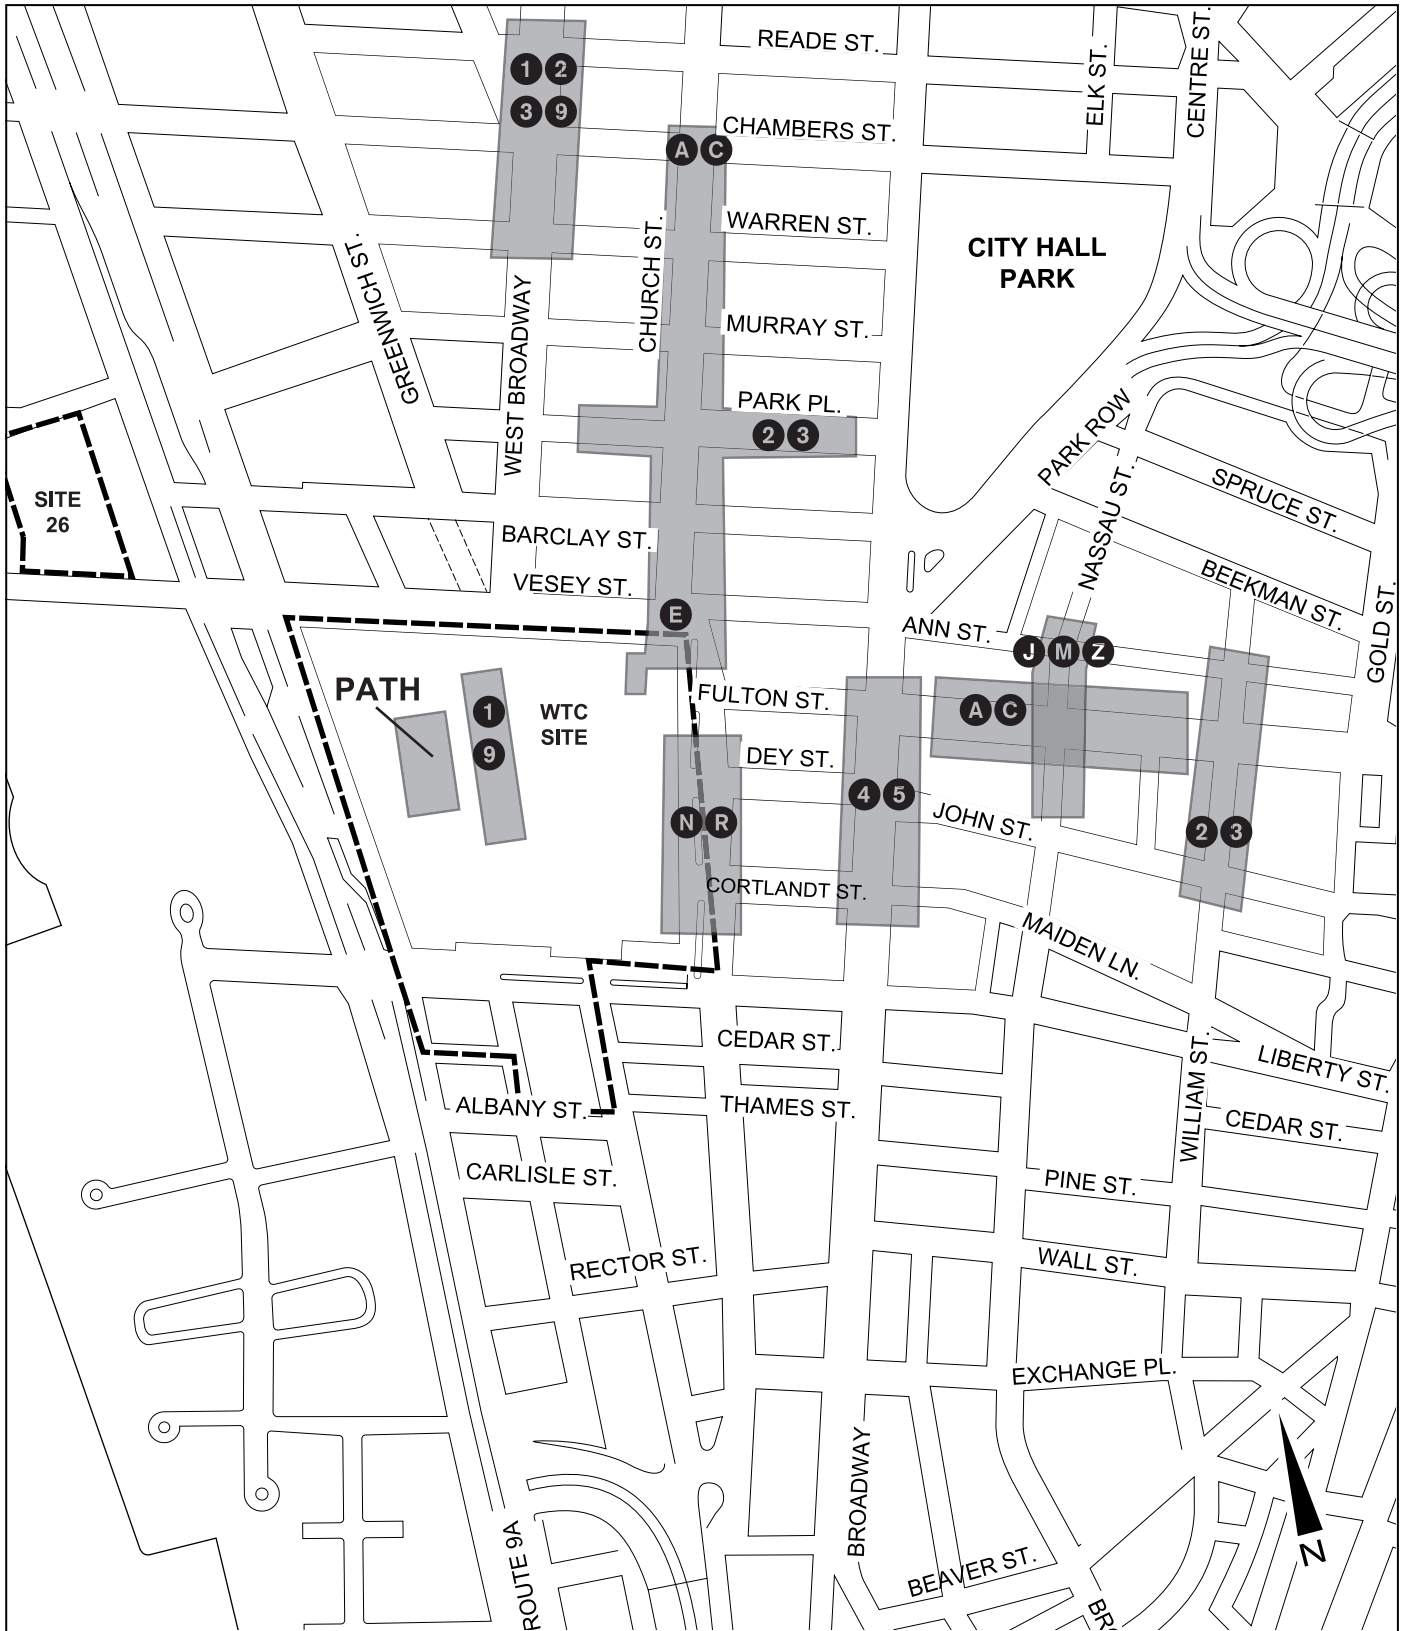 READE ST.
ELK ST.
CENTRE ST.
1 2
3 9
CHAMBERS ST.
A C
WARREN ST.
CITY HALL
PARK
GREENWICH ST.
WEST BROADWAY
CHURCH ST.
MURRAY ST.
PARK PL.
2 3
PARK ROW
NASSAU ST.
SPRUCE ST.
SITE
26
BARCLAY ST.
VESEY ST.
BEEKMAN ST.
GOLD ST.
E
ANN ST.
J M Z
PATH
1
9
WTC
SITE
FULTON ST.
A C
DEY ST.
4 5
JOHN ST.
N R
2 3
CORTLANDT ST.
MAIDEN LN.
CEDAR ST.
LIBERTY ST.
WILLIAM ST.
ALBANY ST.
THAMES ST.
CEDAR ST.
CARLISLE ST.
PINE ST.
RECTOR ST.
WALL ST.
EXCHANGE PL.
BROADWAY
ROUTE 9A
BEAVER ST.
BRO
N